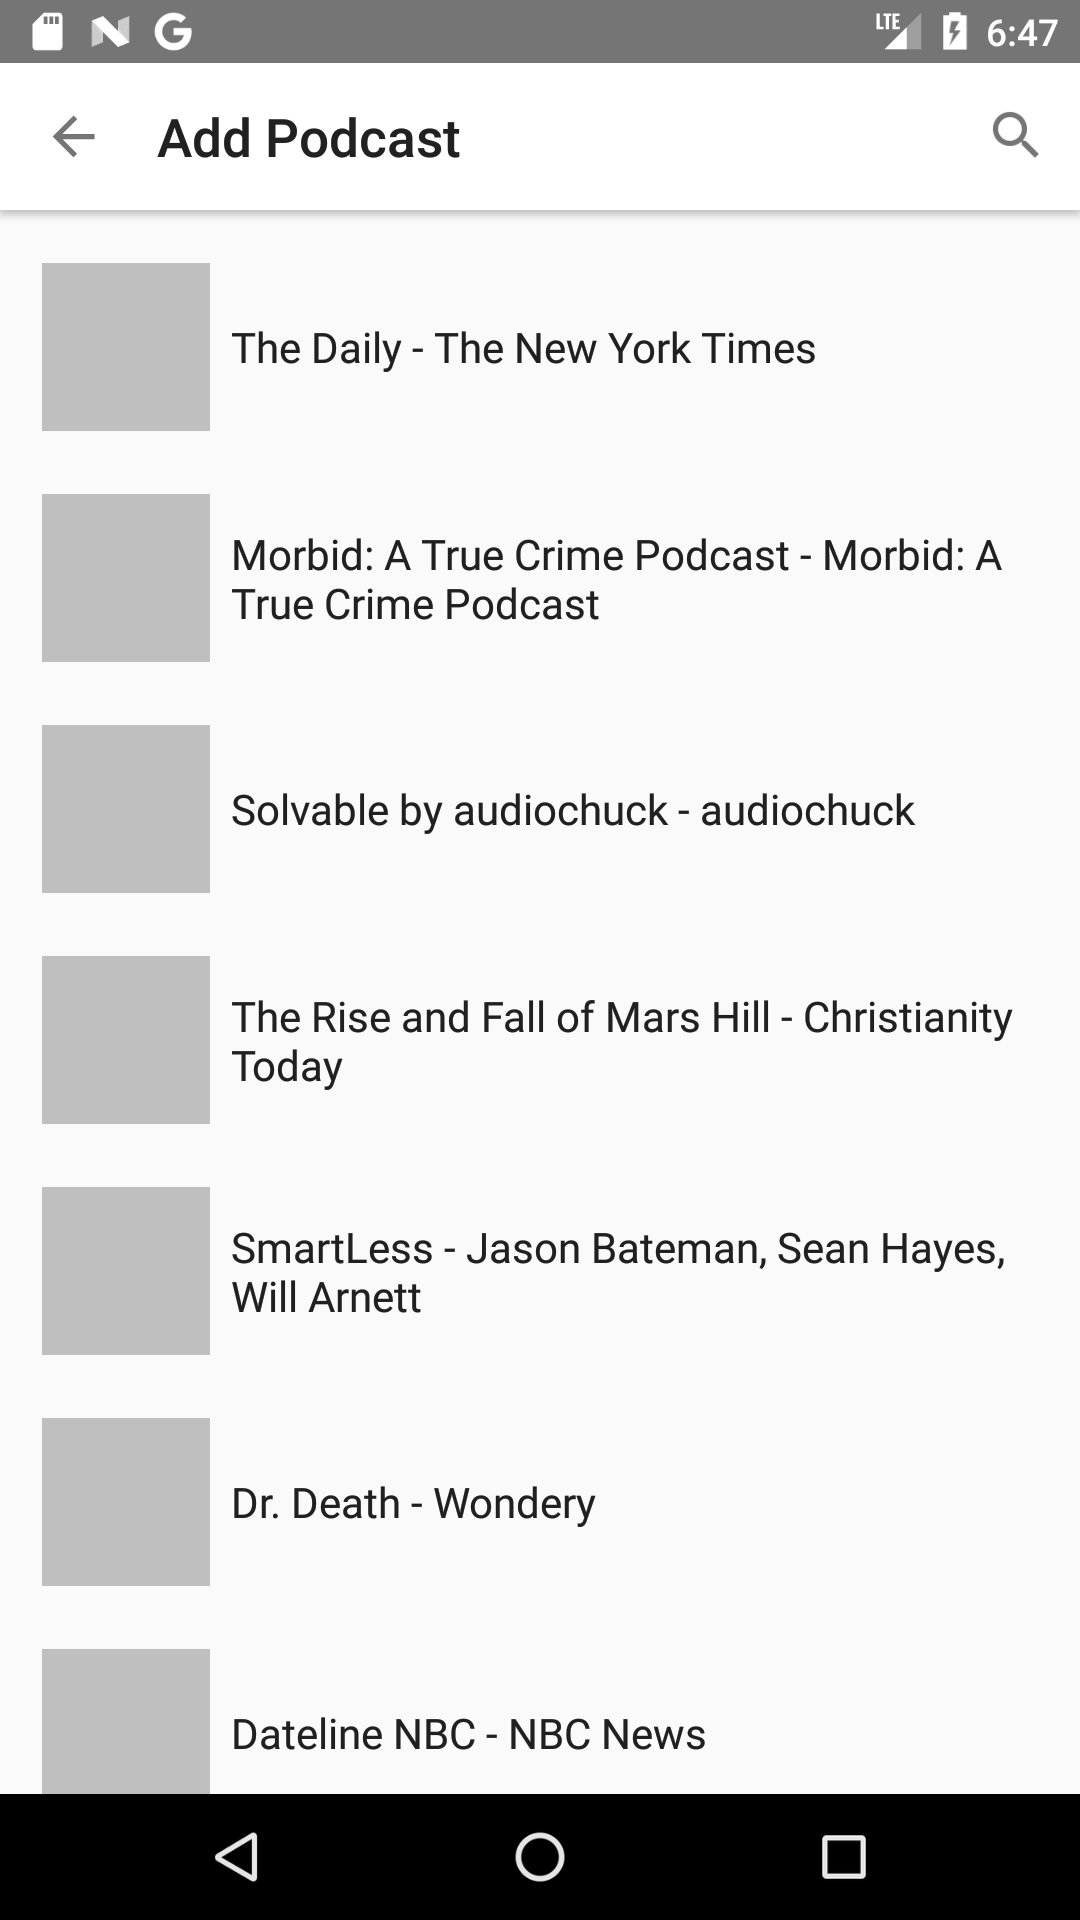 LTE 6:47
Add Podcast
The Daily - The New York Times
Morbid: A True Crime Podcast - Morbid: A
True Crime Podcast
Solvable by audiochuck - audiochuck
The Rise and Fall of Mars Hill - Christianity
Today
SmartLess - Jason Bateman, Sean Hayes,
Will Arnett
Dr. Death - Wondery
Dateline NBC - NBC News